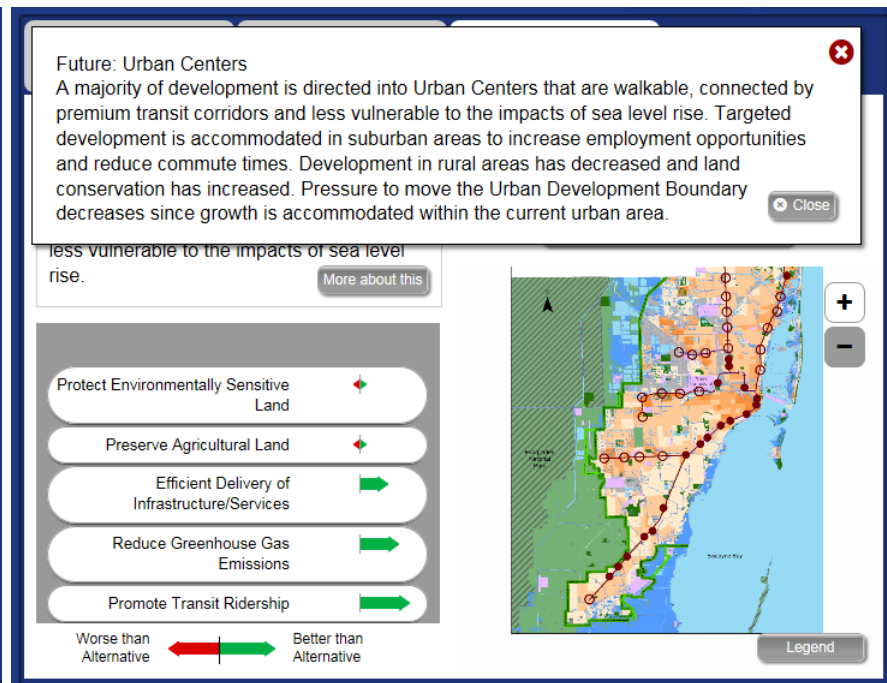 Future: Urban Centers
A majority of development is directed into Urban Centers that are walkable, connected by
premium transit corridors and less vulnerable to the impacts of sea level rise. Targeted
development is accommodated in suburban areas to increase employment opportunities
and reduce commute times. Development in rural areas has decreased and land
conservation has increased. Pressure to move the Urban Development Boundary
decreases since growth is accommodated within the current urban area.
Close
less vulnerable to the impacts of sea level
rise.
More about this
Protect Environmentally Sensitive
Land
Preserve Agricultural Land
Efficient Delivery of
Infrastructure/Services
Reduce Greenhouse Gas
Emissions
Promote Transit Ridership
Worse than
Alternative
Better than
Alternative
+
−
Everglades
National
Park
Biscayne Bay
Legend